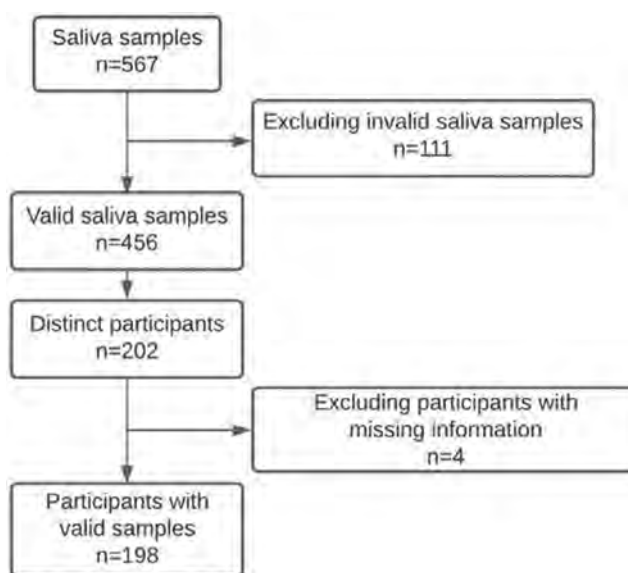 Saliva samples
n=567
Excluding invalid saliva samples
n=111
Valid saliva samples
n=456
Distinct participants
n=202
Excluding participants with
missing information
n=4
Participants with
valid samples
n=198